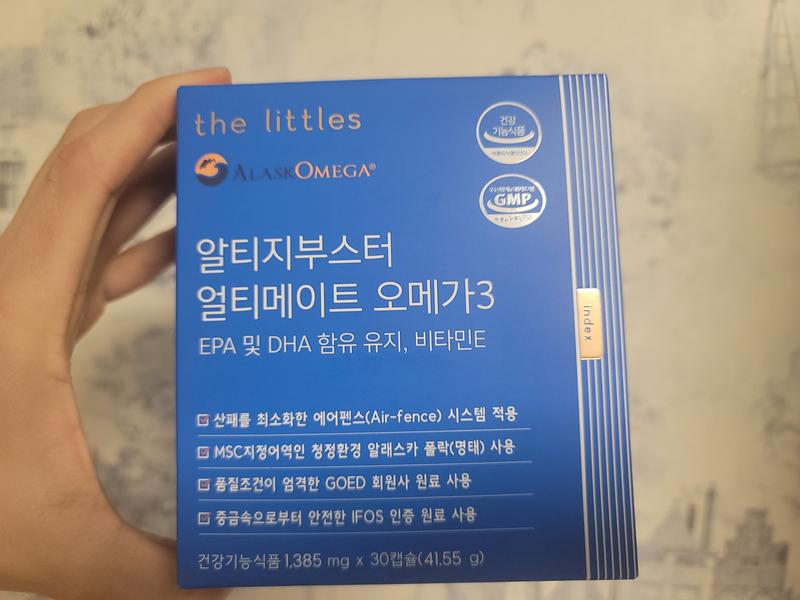 the littles
건강
기능식품
ALASKOMEGA®
GMP
알티지부스터
얼티메이트 오메가3
EPA 및 DHA 함유 유지, 비타민E
index
산패를 최소화한 에어펜스(Air-fence) 시스템 적용
MSC지정어역인 청정환경 알래스카 폴락(명태) 사용
품질조건이 엄격한 GOED 회원사 원료 사용
중금속으로부터 안전한 IFOS 인증 원료 사용
건강기능식품 1,385 mg x 30캡슐(41.55 g)